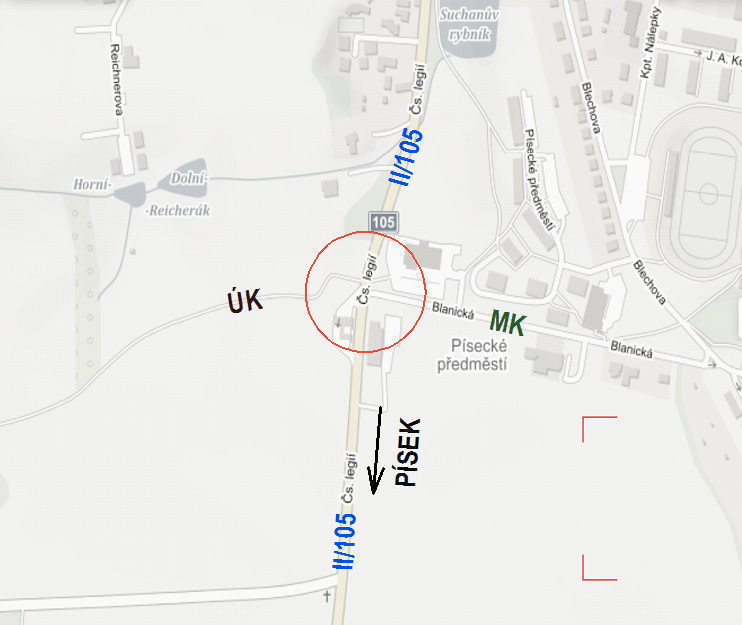 Suchanův
rybník
Kpt. Nálepky
J. A. Ko
Reichnerova
Čs. legií
Blechova
II/105
Písecké předměstí
Horní-
Dolní-
-Reicherák
105
Čs. legií
Blechova
ÚK
Blanická
MK
Blanická
Písecké
předměstí
PÍSEK
Čs. legií
II/105